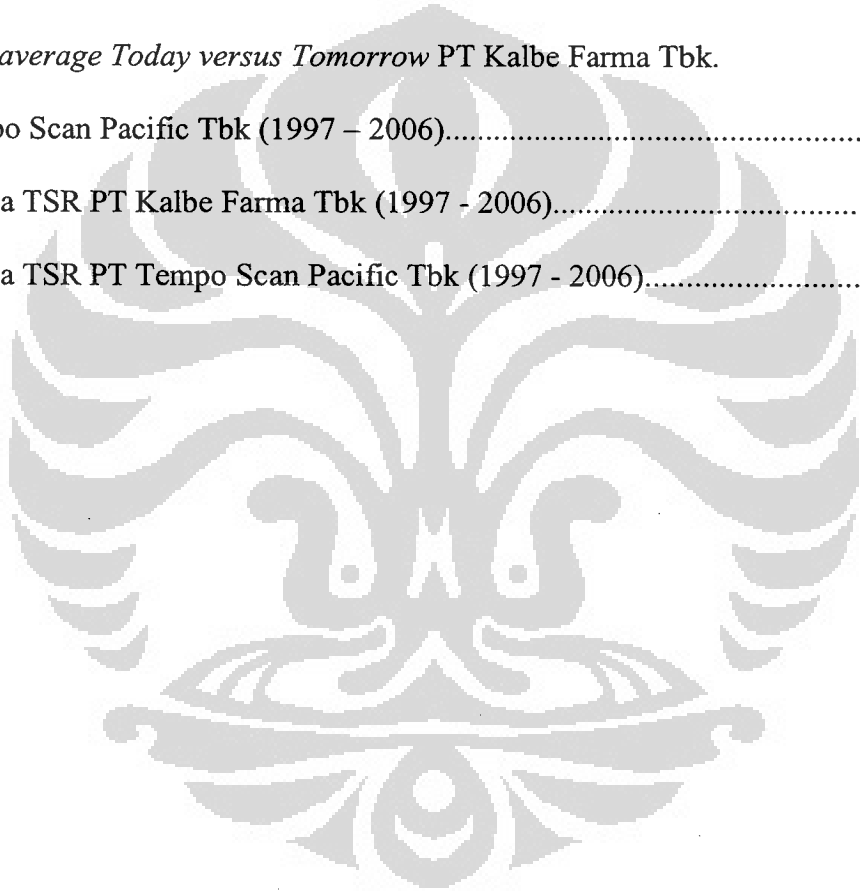 average Today versus Tomorrow PT Kalbe Farma Tbk.
o Scan Pacific Tbk (1997 – 2006)..................................................
a TSR PT Kalbe Farma Tbk (1997 - 2006)....................................
a TSR PT Tempo Scan Pacific Tbk (1997 - 2006)..........................